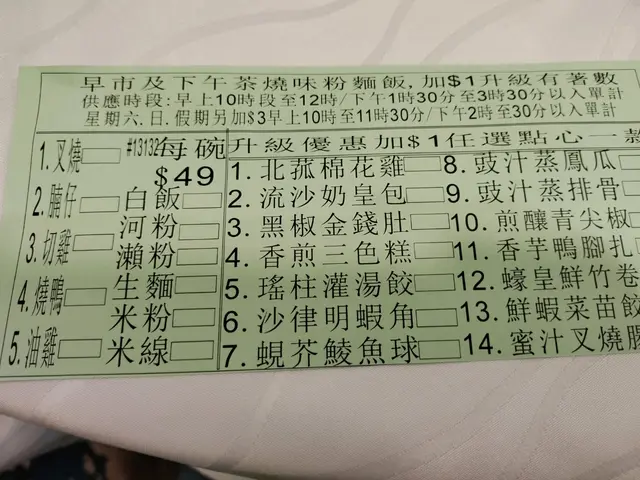 早市及下午茶燒味粉麵飯,加$1升級有著數
供應時段:早上10時段至12時/下午1時30分至3時30分以入單計
星期六.日.假期另加$3早上10時至11時30分/下午2時至30分以入單計
1.叉燒 #13132每碗 $49
2.腩仔
3.切雞
4.燒鴨
5.油雞
白飯
河粉
瀨粉
生麵
米粉
米線
升級優惠加$1任選點心一款
1.北菰棉花雞
2.流沙奶皇包
3.黑椒金錢肚
4.香煎三色糕
5.瑤柱灌湯餃
6.沙律明蝦角
7.蜆芥鯪魚球
8.豉汁蒸鳳瓜
9.豉汁蒸排骨
10.煎釀青尖椒
11.香芋鴨腳扎
12.蠔皇鮮竹卷
13.鮮蝦菜苗餃
14.蜜汁叉燒